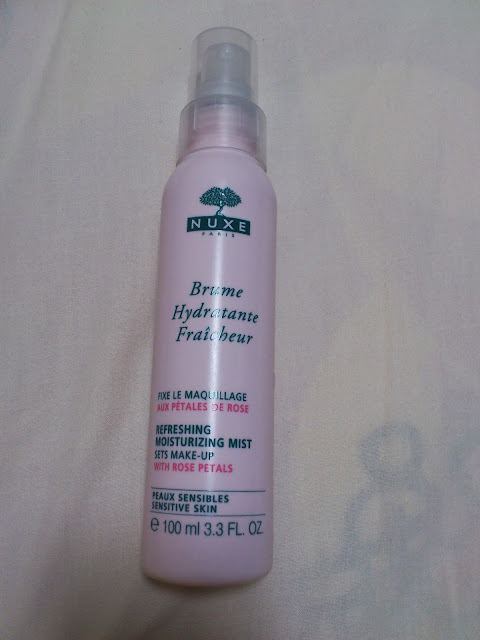 NUXE
PARIS
Brume
Hydratante
Fraîcheur
FIXE LE MAQUILLAGE
AUX PÉTALES DE ROSE
REFRESHING
MOISTURIZING MIST
SETS MAKE-UP
WITH ROSE PETALS
PEAUX SENSIBLES
SENSITIVE SKIN
℮ 100 ml 3.3 FL. OZ.